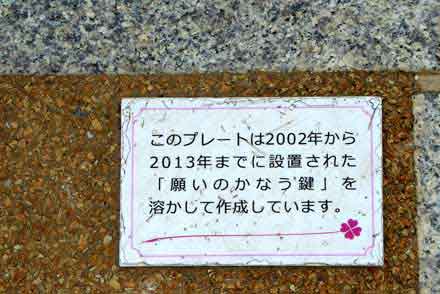 このプレートは2002年から
2013年までに設置された
「願いのかなう鍵」を
溶かして作成しています。